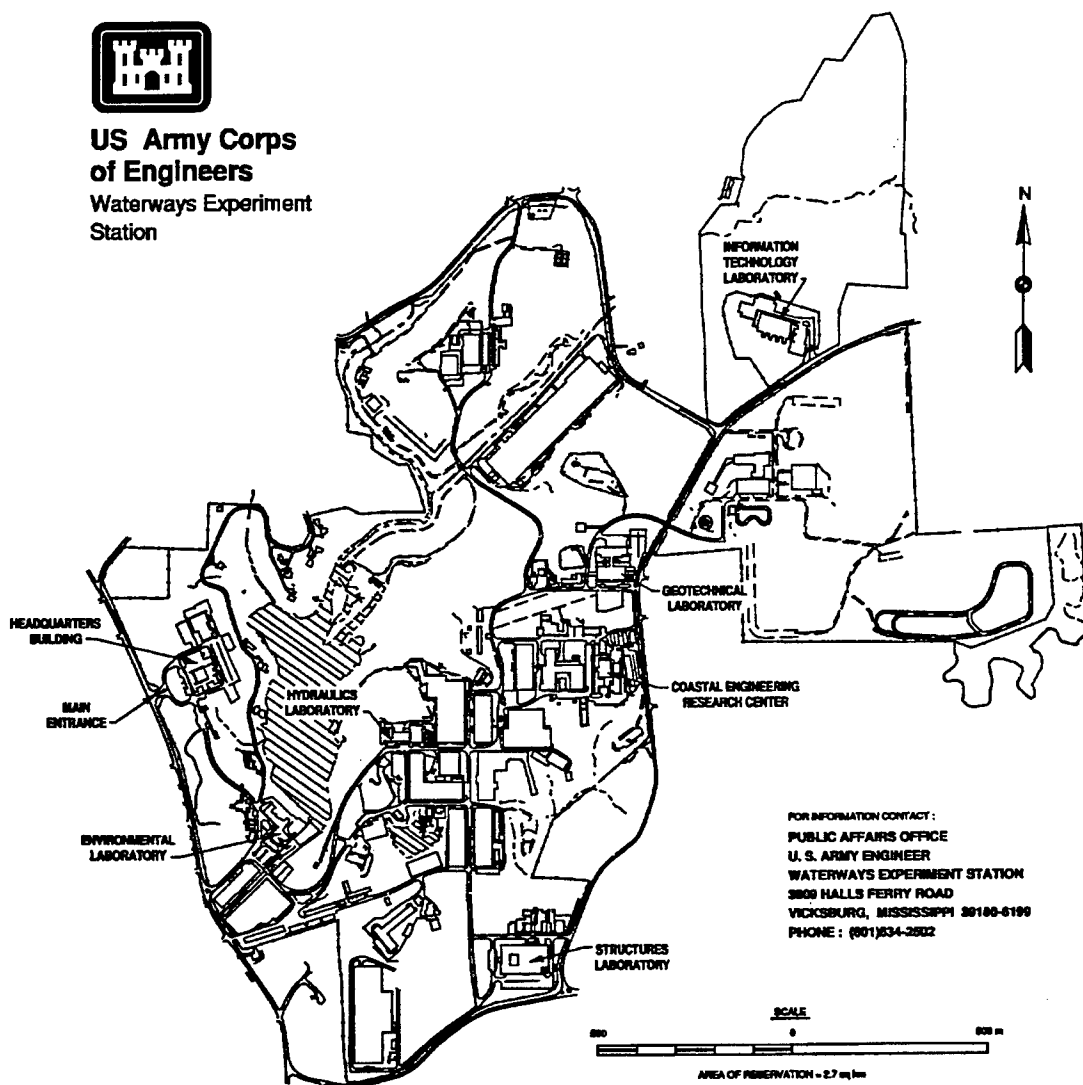 US Army Corps
of Engineers
Waterways Experiment
Station
N
INFORMATION
TECHNOLOGY
LABORATORY
GEOTECHNICAL
LABORATORY
HEADQUARTERS
BUILDING
MAIN
ENTRANCE
HYDRAULICS
LABORATORY
COASTAL ENGINEERING
RESEARCH CENTER
ENVIRONMENTAL
LABORATORY
STRUCTURES
LABORATORY
FOR INFORMATION CONTACT :
PUBLIC AFFAIRS OFFICE
U. S. ARMY ENGINEER
WATERWAYS EXPERIMENT STATION
3909 HALLS FERRY ROAD
VICKSBURG, MISSISSIPPI 39180-6199
PHONE : (601)634-2502
SCALE
500 0 500 m
AREA OF RESERVATION = 2.7 sq km